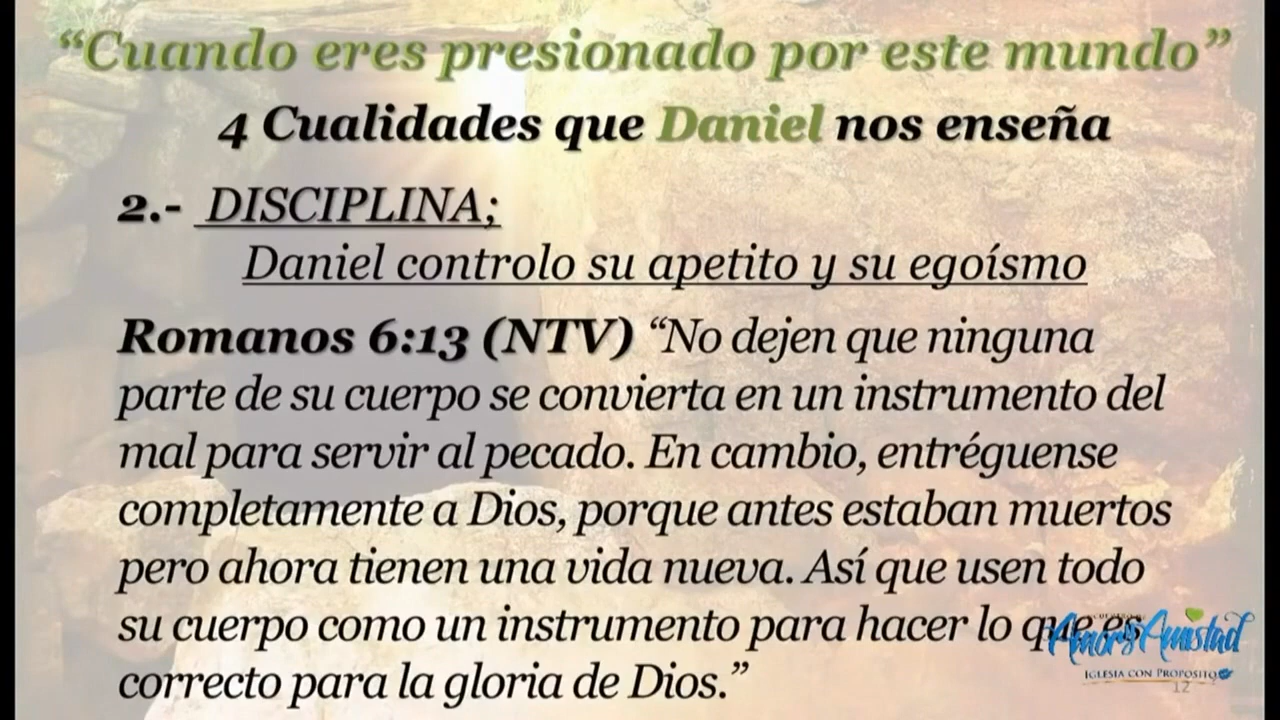 “Cuando eres presionado por este mundo”
4 Cualidades que Daniel nos enseña
2.- DISCIPLINA;
Daniel controlo su apetito y su egoísmo
Romanos 6:13 (NTV) “No dejen que ninguna
parte de su cuerpo se convierta en un instrumento del
mal para servir al pecado. En cambio, entréguense
completamente a Dios, porque antes estaban muertos
pero ahora tienen una vida nueva. Así que usen todo
su cuerpo como un instrumento para hacer lo que es
correcto para la gloria de Dios.”
Amor y Amistad
IGLESIA CON PROPOSITO
12